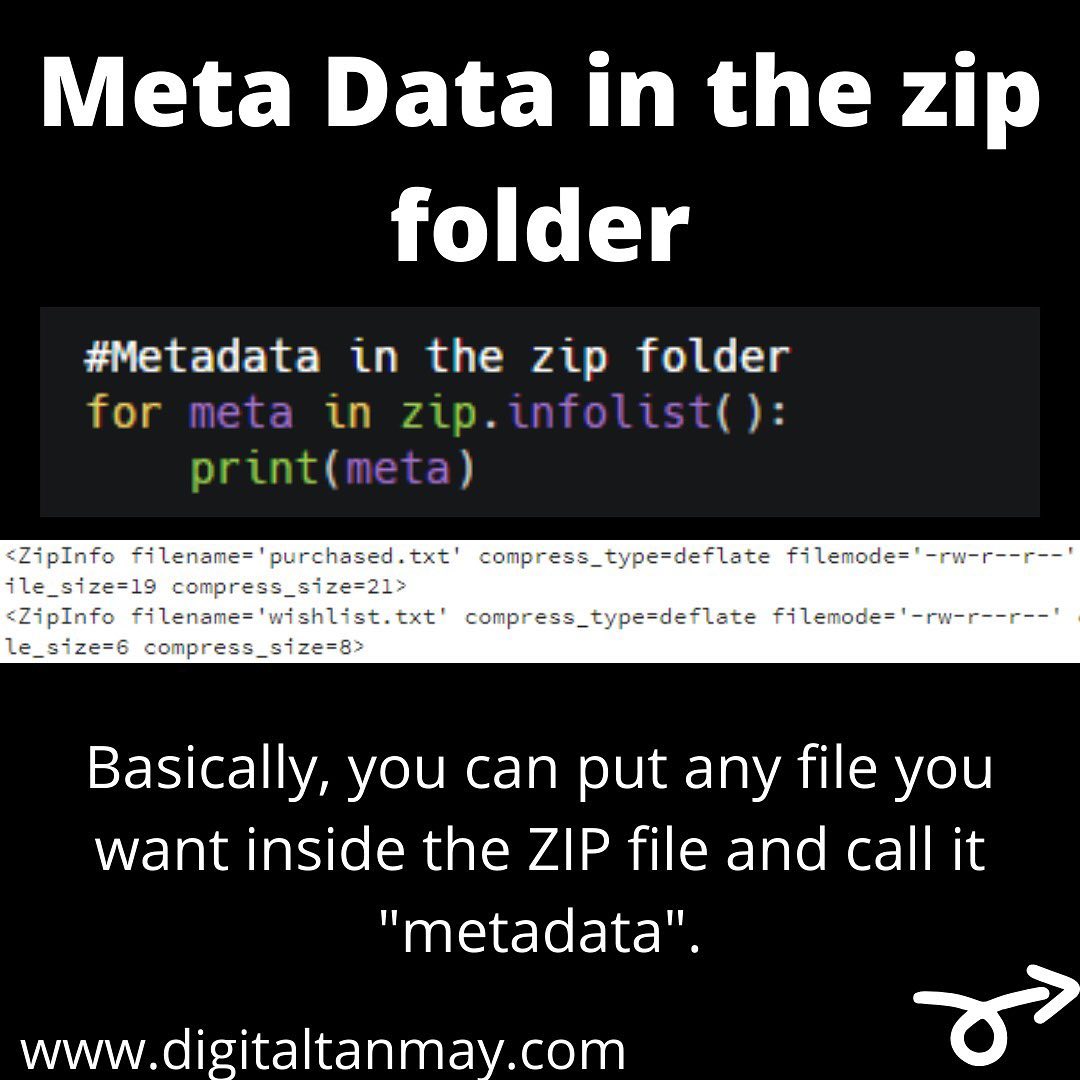 Meta Data in the zip
folder
#Metadata in the zip folder
for meta in zip.infolist():
    print(meta)
<ZipInfo filename='purchased.txt' compress_type=deflate filemode='-rw-r--r--'
ile_size=19 compress_size=21>
<ZipInfo filename='wishlist.txt' compress_type=deflate filemode='-rw-r--r--'
le_size=6 compress_size=8>
Basically, you can put any file you
want inside the ZIP file and call it
"metadata".
www.digitaltanmay.com